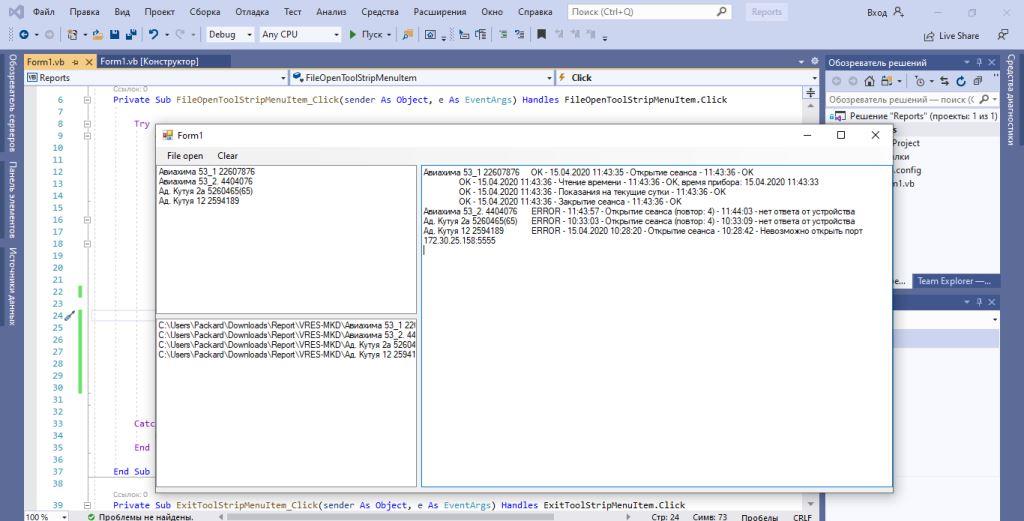 Файл Правка Вид Проект Сборка Отладка Тест Анализ Средства Расширения Окно Справка Поиск (Ctrl+Q) Reports Вход
Debug Any CPU Пуск Live Share
Обозреватель серверов
Панель элементов
Источники данных
Form1.vb Form1.vb [Конструктор]
Reports FileOpenToolStripMenuItem Click
Ссылок: 0
6 Private Sub FileOpenToolStripMenuItem_Click(sender As Object, e As EventArgs) Handles FileOpenToolStripMenuItem.Click
7
8 Try
9
10
11
12
13
14
15
16
17
18
19
20
21
22
23
24
25
26
27
28
29
30
33 Catc
34
35 End
36
37 End Sub
Ссылок: 0
39 Private Sub ExitToolStripMenuItem_Click(sender As Object, e As EventArgs) Handles ExitToolStripMenuItem.Click
100 % Проблемы не найдены. Стр: 24 Симв: 73 Пробелы CRLF
Form1
File open Clear
Авиахима 53_1 22607876
Авиахима 53_2. 4404076
Ад. Кутуя 2а 5260465(65)
Ад. Кутуя 12 2594189
C:\Users\Packard\Downloads\Report\VRES-MKD\Авиахима 53_1 22
C:\Users\Packard\Downloads\Report\VRES-MKD\Авиахима 53_2. 44
C:\Users\Packard\Downloads\Report\VRES-MKD\Ад. Кутуя 2а 52604
C:\Users\Packard\Downloads\Report\VRES-MKD\Ад. Кутуя 12 25941
Авиахима 53_1 22607876 OK - 15.04.2020 11:43:35 - Открытие сеанса - 11:43:36 - OK
OK - 15.04.2020 11:43:36 - Чтение времени - 11:43:36 - OK, время прибора: 15.04.2020 11:43:33
OK - 15.04.2020 11:43:36 - Показания на текущие сутки - 11:43:36 - OK
OK - 15.04.2020 11:43:36 - Закрытие сеанса - 11:43:36 - OK
Авиахима 53_2. 4404076 ERROR - 11:43:57 - Открытие сеанса (повтор: 4) - 11:44:03 - нет ответа от устройства
Ад. Кутуя 2а 5260465(65) ERROR - 10:33:03 - Открытие сеанса (повтор: 4) - 10:33:09 - нет ответа от устройства
Ад. Кутуя 12 2594189 ERROR - 15.04.2020 10:28:20 - Открытие сеанса - 10:28:42 - Невозможно открыть порт
172.30.25.158:5555
Обозреватель решений
Обозреватель решений — поиск (С
Решение "Reports" (проекты: 1 из 1)
s
Project
лки
.config
m1.vb
е... Team Explorer —...
Средства диагностики